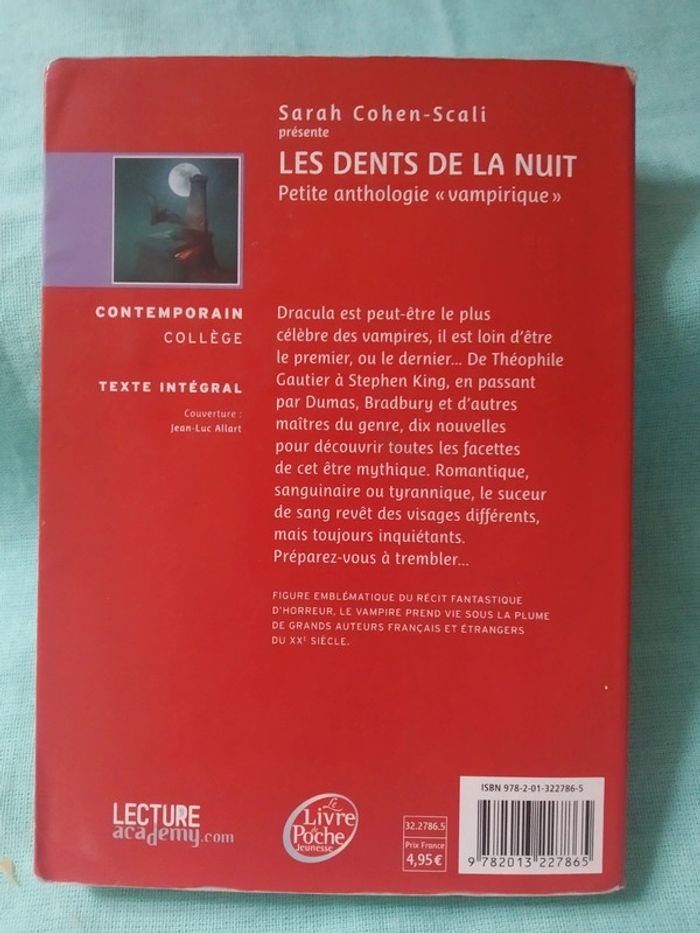 Sarah Cohen-Scali
présente
LES DENTS DE LA NUIT
Petite anthologie « vampirique »
CONTEMPORAIN
COLLÈGE
TEXTE INTÉGRAL
Couverture :
Jean-Luc Allart
Dracula est peut-être le plus
célèbre des vampires, il est loin d'être
le premier, ou le dernier... De Théophile
Gautier à Stephen King, en passant
par Dumas, Bradbury et d'autres
maîtres du genre, dix nouvelles
pour découvrir toutes les facettes
de cet être mythique. Romantique,
sanguinaire ou tyrannique, le suceur
de sang revêt des visages différents,
mais toujours inquiétants.
Préparez-vous à trembler...
FIGURE EMBLÉMATIQUE DU RÉCIT FANTASTIQUE
D'HORREUR, LE VAMPIRE PREND VIE SOUS LA PLUME
DE GRANDS AUTEURS FRANÇAIS ET ÉTRANGERS
DU XXE SIÈCLE.
LECTURE
academy.com
Le
Livre
de
Poche
Jeunesse
32.2786.5
Prix France
4,95 €
ISBN 978-2-01-322786-5
9 782013 227865